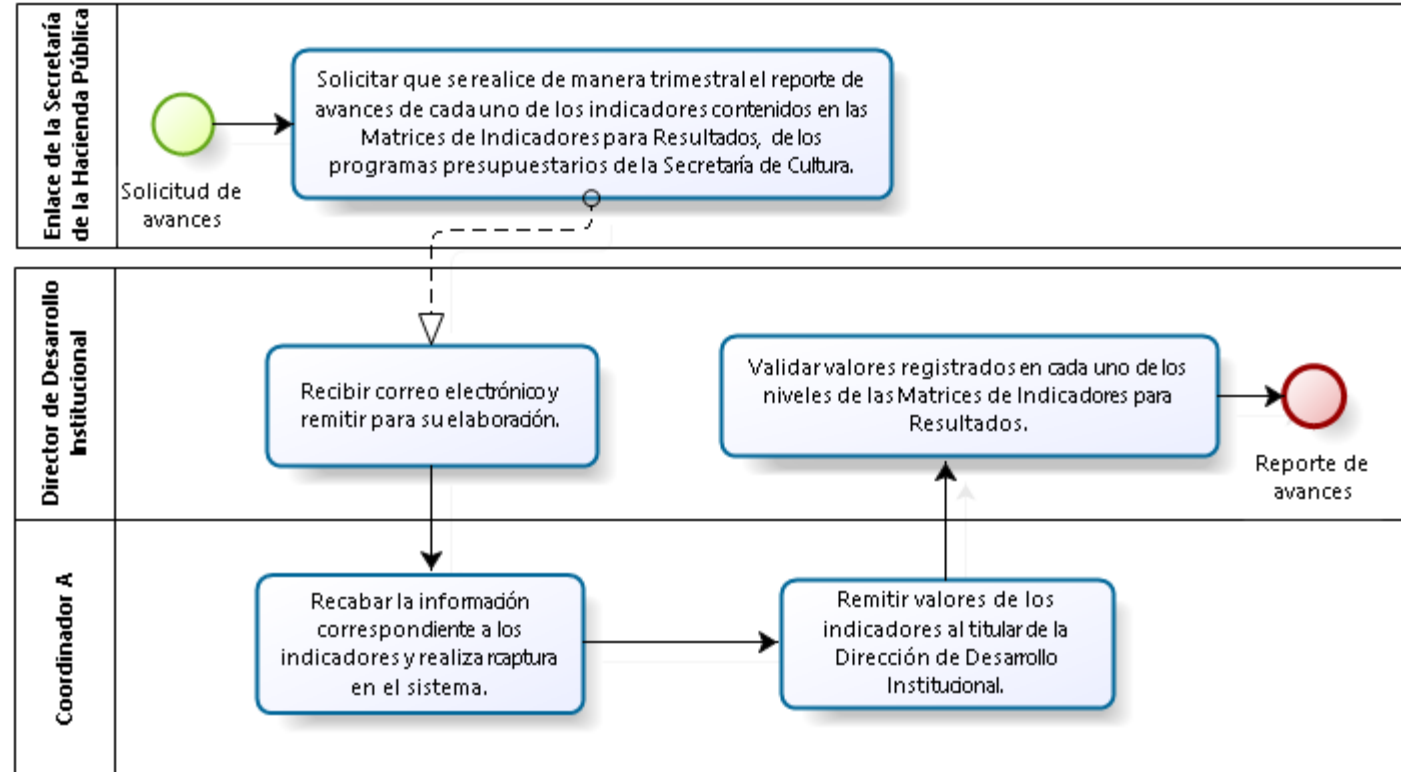 Enlace de la Secretaría
de la Hacienda Pública
Solicitud de
avances
Solicitar que se realice de manera trimestral el reporte de
avances de cada uno de los indicadores contenidos en las
Matrices de Indicadores para Resultados, de los
programas presupuestarios de la Secretaría de Cultura.
Director de Desarrollo
Institucional
Recibir correo electrónico y
remitir para su elaboración.
Validar valores registrados en cada uno de los
niveles de las Matrices de Indicadores para
Resultados.
Reporte de
avances
Coordinador A
Recabar la información
correspondiente a los
indicadores y realizar captura
en el sistema.
Remitir valores de los
indicadores al titular de la
Dirección de Desarrollo
Institucional.